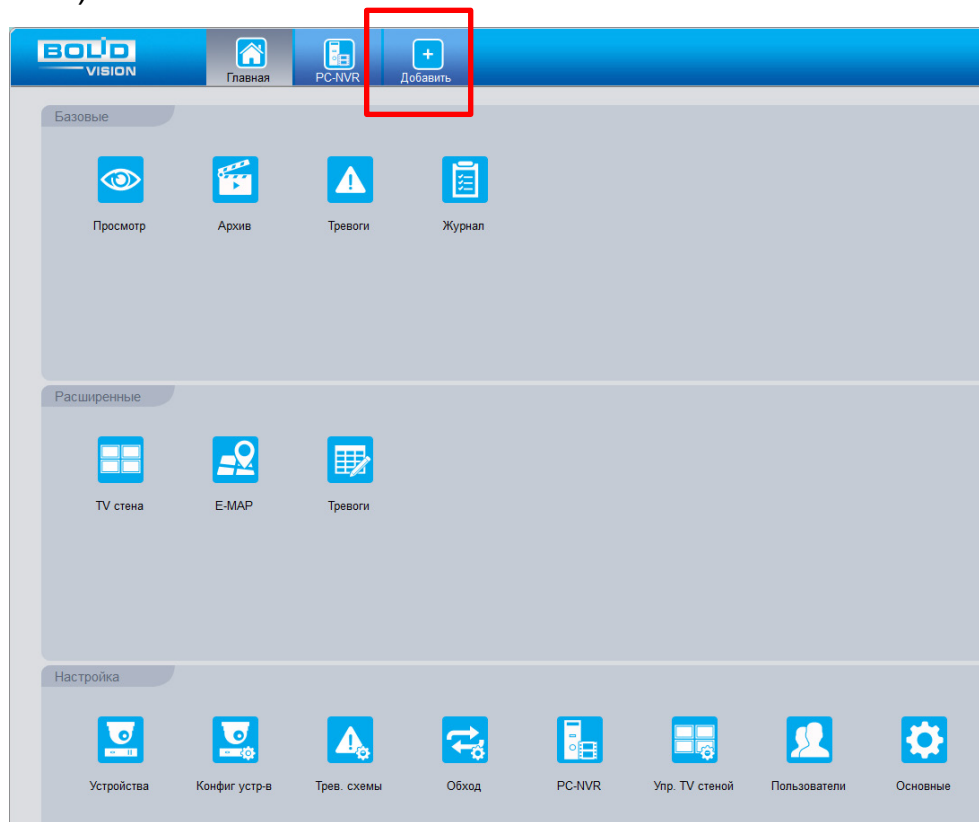 )
BOLID
VISION
Главная PC-NVR Добавить
Базовые
Просмотр Архив Тревоги Журнал
Расширенные
TV стена E-MAP Тревоги
Настройка
Устройства Конфиг устр-в Трев. схемы Обход PC-NVR Упр. TV стеной Пользователи Основные